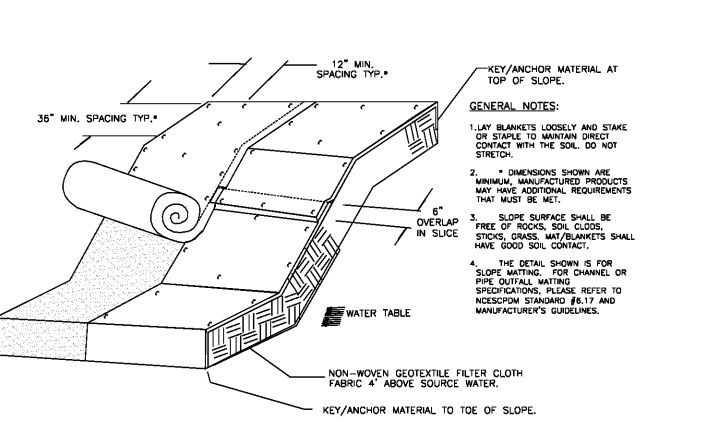 12" MIN.
SPACING TYP.*
36" MIN. SPACING TYP.*
KEY/ANCHOR MATERIAL AT
TOP OF SLOPE.
GENERAL NOTES:
1.LAY BLANKETS LOOSELY AND STAKE
OR STAPLE TO MAINTAIN DIRECT
CONTACT WITH THE SOIL. DO NOT
STRETCH.
2. * DIMENSIONS SHOWN ARE
MINIMUM, MANUFACTURED PRODUCTS
MAY HAVE ADDITIONAL REQUIREMENTS
THAT MUST BE MET.
3. SLOPE SURFACE SHALL BE
FREE OF ROCKS, SOIL CLODS,
STICKS, GRASS. MAT/BLANKETS SHALL
HAVE GOOD SOIL CONTACT.
4. THE DETAIL SHOWN IS FOR
SLOPE MATTING. FOR CHANNEL OR
PIPE OUTFALL MATTING
SPECIFICATIONS, PLEASE REFER TO
NCESCPDM STANDARD #6.17 AND
MANUFACTURER'S GUIDELINES.
6"
OVERLAP
IN SLICE
WATER TABLE
NON-WOVEN GEOTEXTILE FILTER CLOTH
FABRIC 4' ABOVE SOURCE WATER.
KEY/ANCHOR MATERIAL TO TOE OF SLOPE.